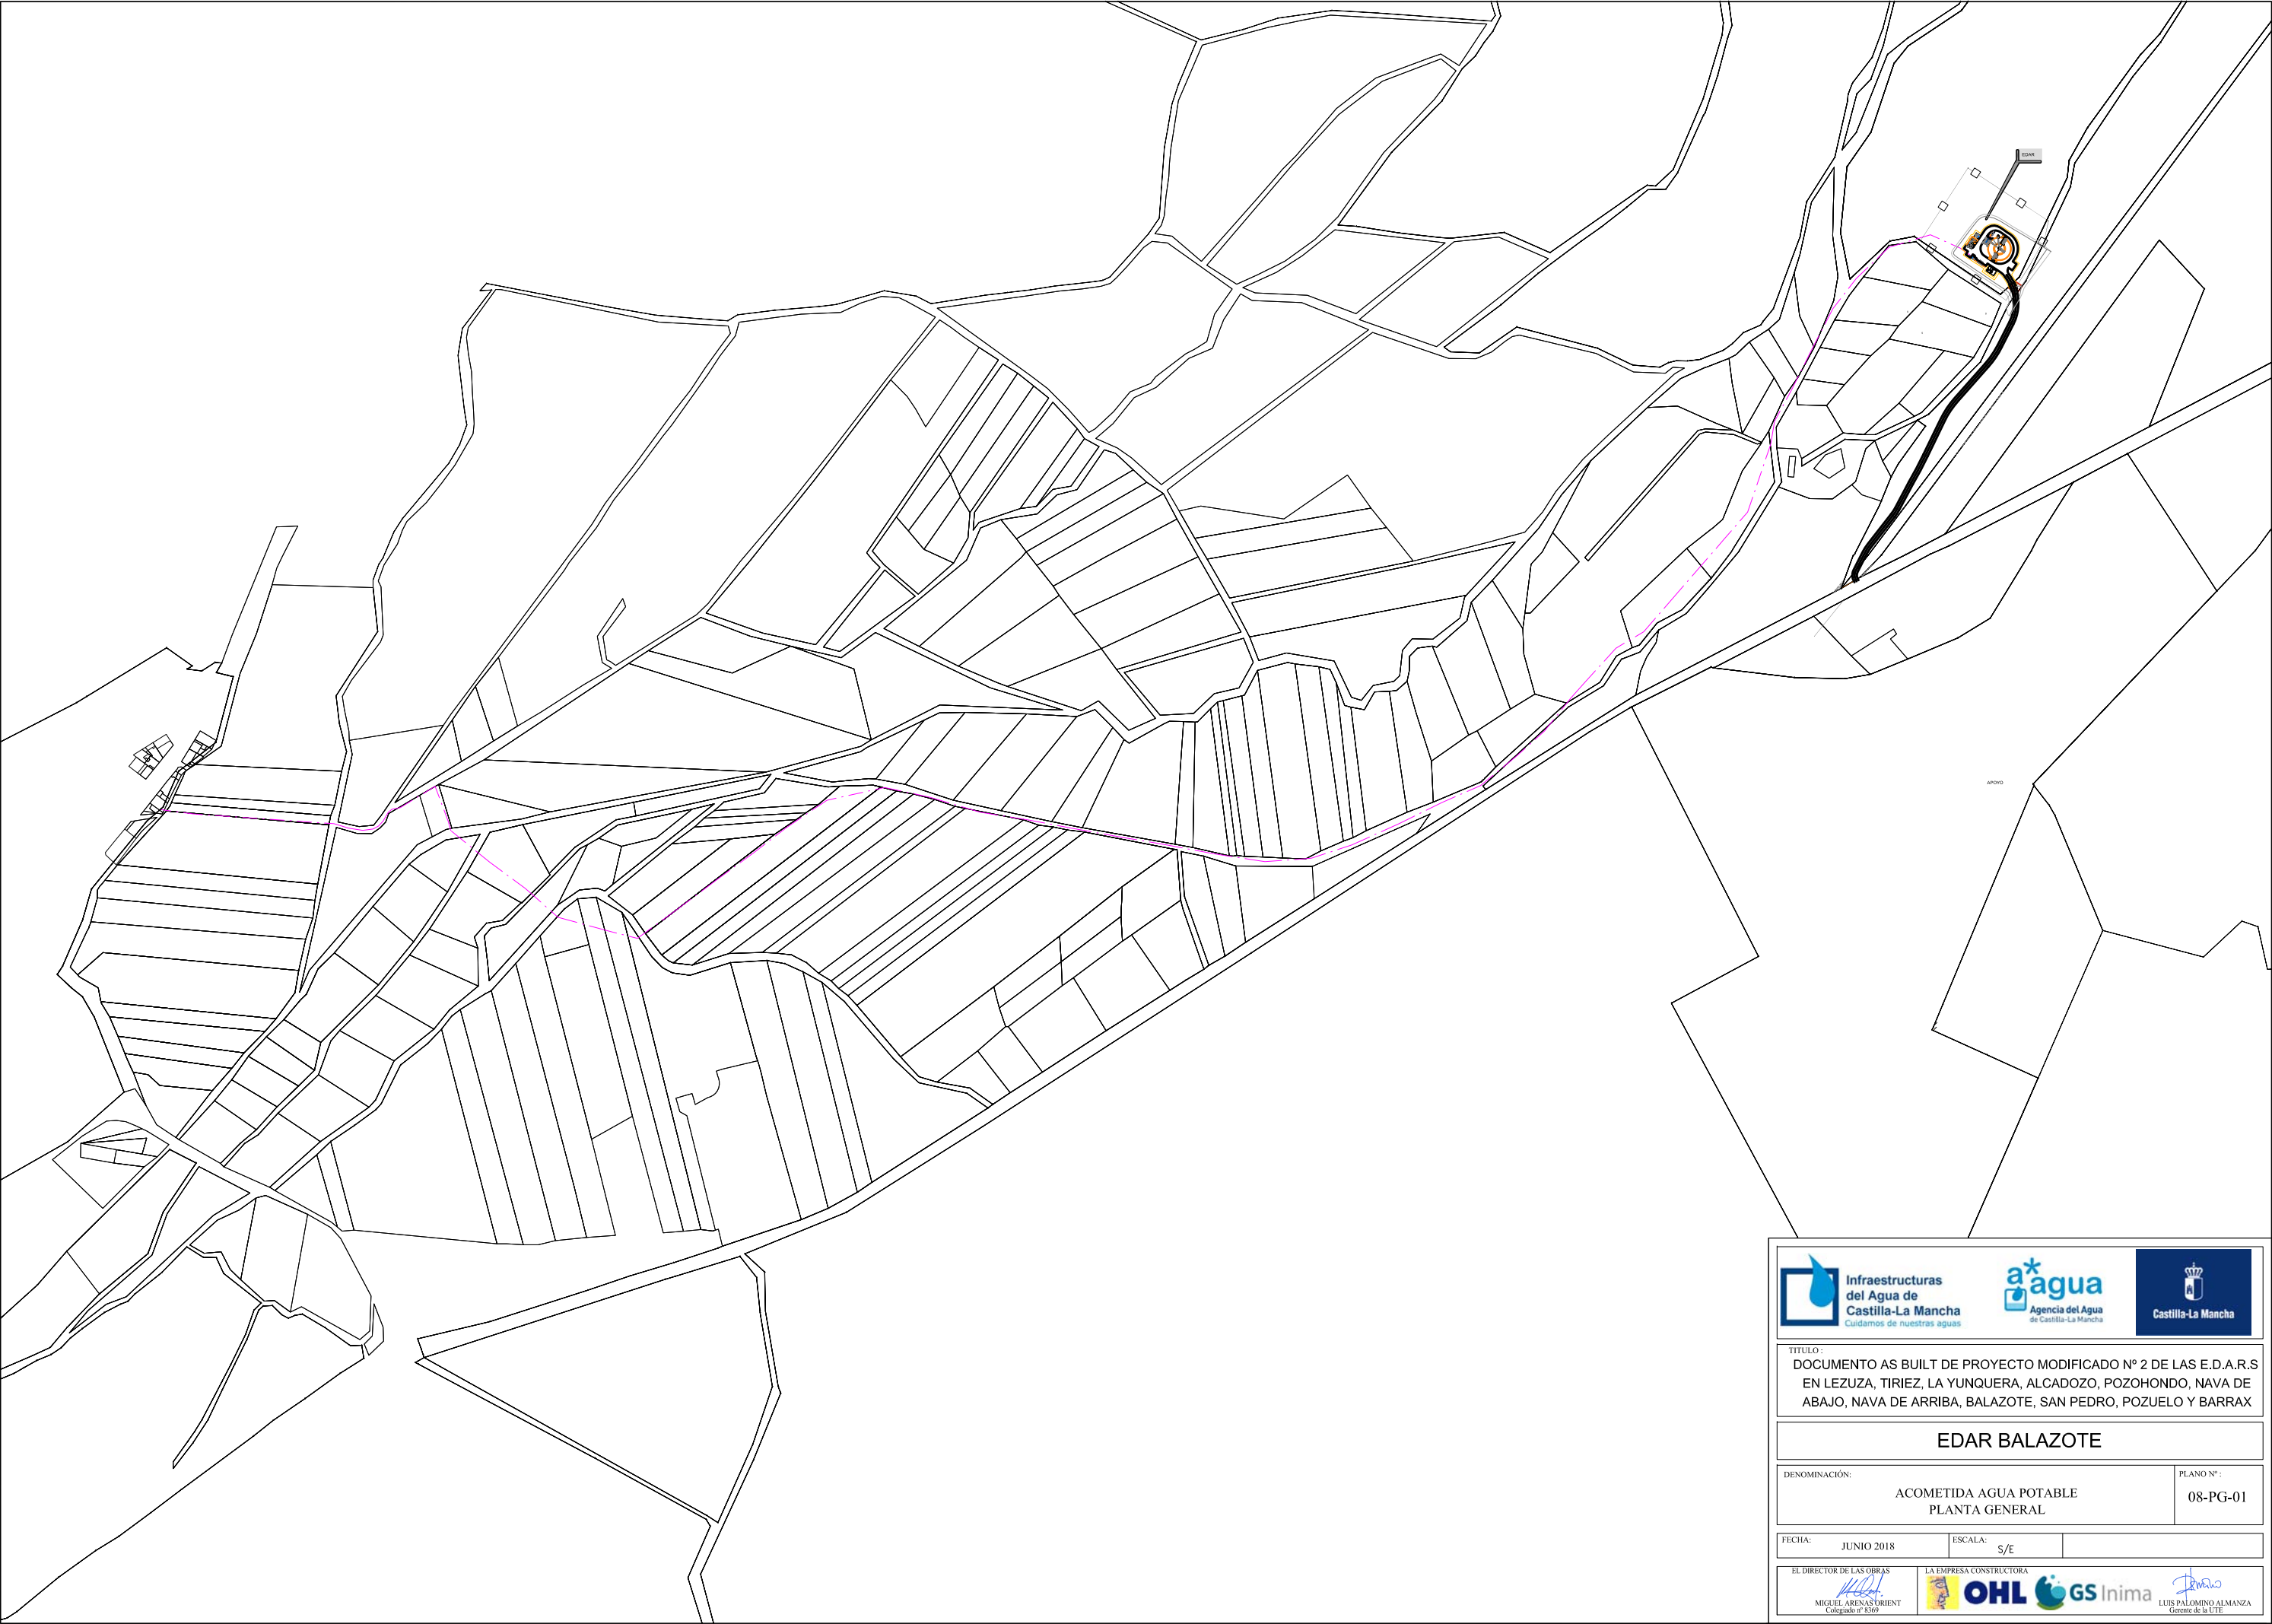 EDAR
APOYO
Infraestructuras
del Agua de
Castilla-La Mancha
Cuidamos de nuestras aguas
a*agua
Agencia del Agua
de Castilla-La Mancha
Castilla-La Mancha
TITULO :
DOCUMENTO AS BUILT DE PROYECTO MODIFICADO Nº 2 DE LAS E.D.A.R.S
EN LEZUZA, TIRIEZ, LA YUNQUERA, ALCADOZO, POZOHONDO, NAVA DE
ABAJO, NAVA DE ARRIBA, BALAZOTE, SAN PEDRO, POZUELO Y BARRAX
EDAR BALAZOTE
DENOMINACIÓN:
ACOMETIDA AGUA POTABLE
PLANTA GENERAL
PLANO Nº :
08-PG-01
FECHA:
JUNIO 2018
ESCALA:
S/E
EL DIRECTOR DE LAS OBRAS
MIGUEL ARENAS ORIENT
Colegiado nº 8369
LA EMPRESA CONSTRUCTORA
OHL
GS Inima
LUIS PALOMINO ALMANZA
Gerente de la UTE